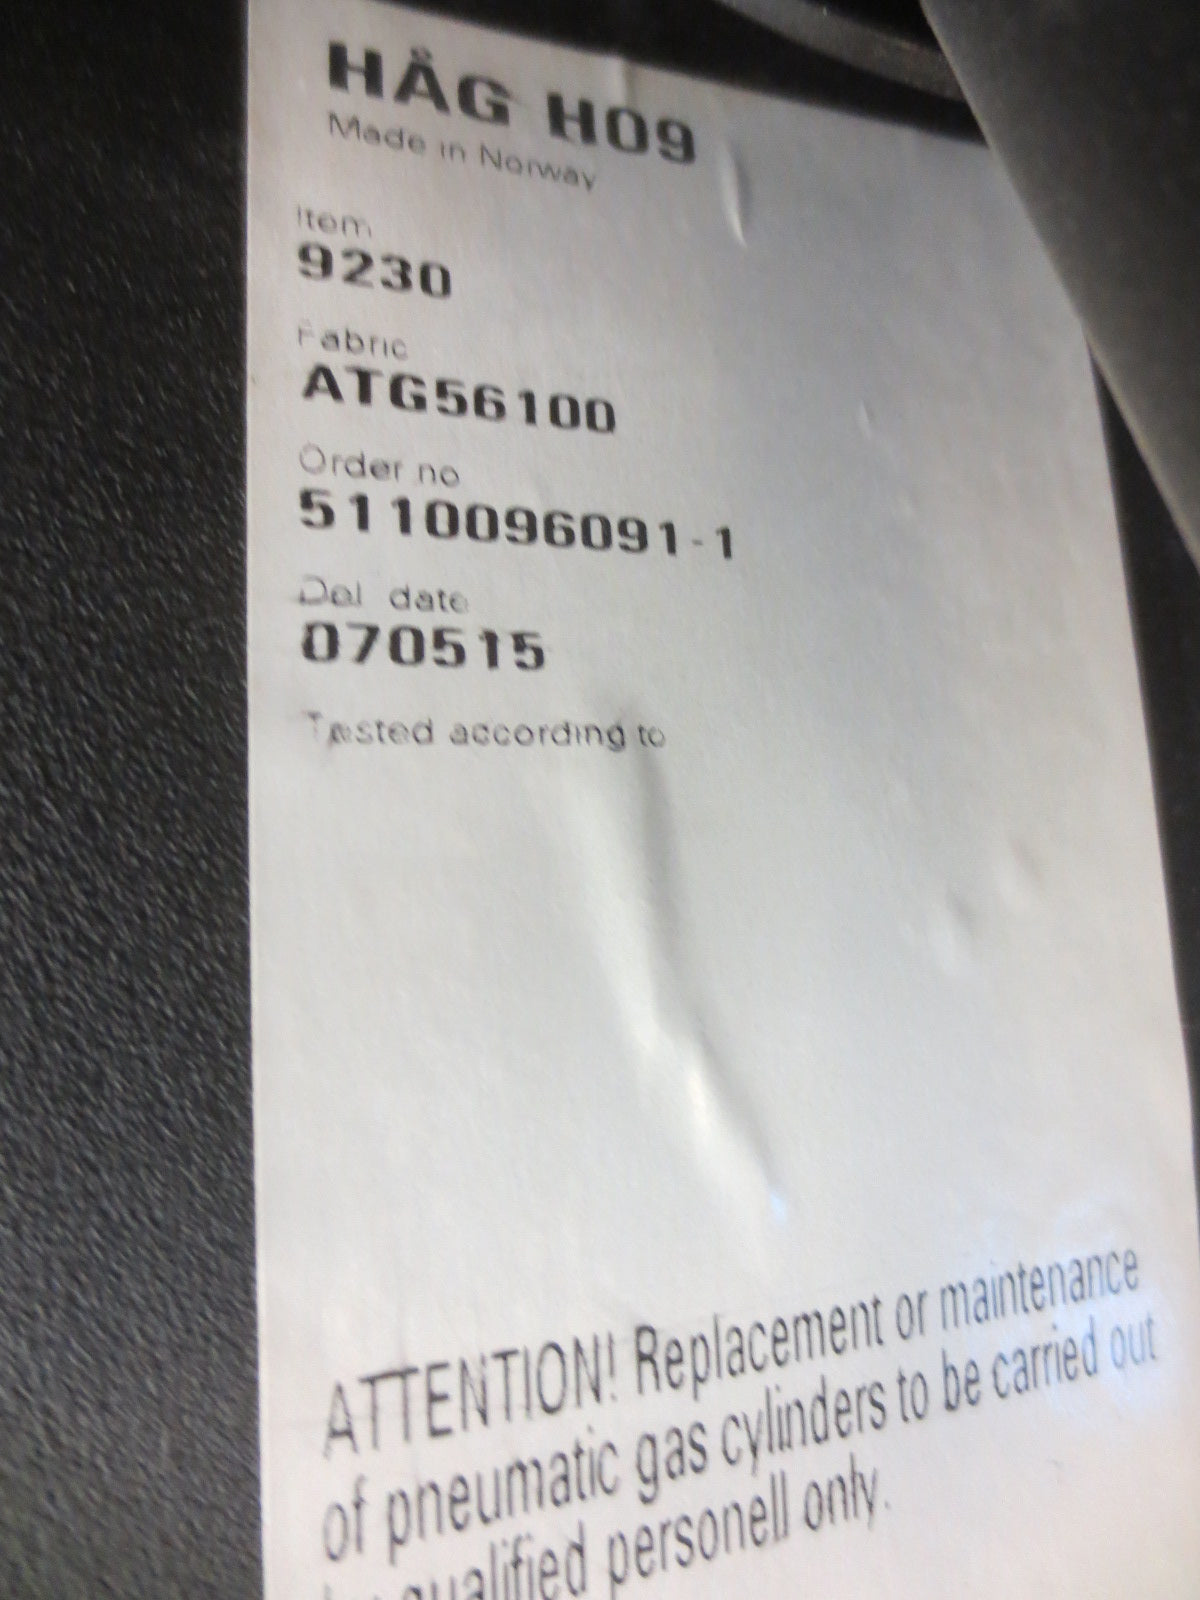 HÅG H09
Made in Norway
Item
9230
Fabric
ATG56100
Order no
5110096091-1
Del date
070515
Tested according to
ATTENTION! Replacement or maintenance
of pneumatic gas cylinders to be carried out
by qualified personell only.